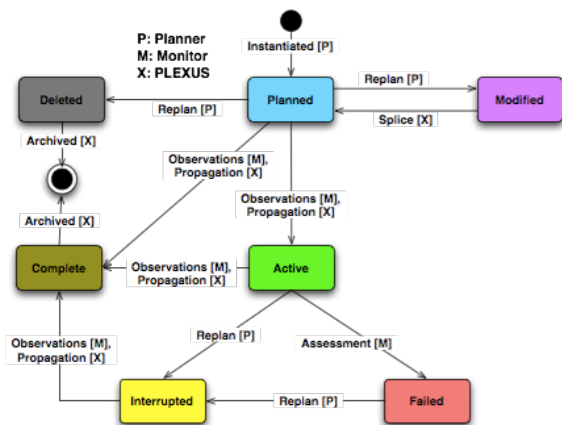 P: Planner
M: Monitor
X: PLEXUS
Instantiated [P]
Deleted
Replan [P]
Planned
Replan [P]
Modified
Splice [X]
Archived [X]
Observations [M],
Propagation [X]
Observations [M],
Propagation [X]
Archived [X]
Complete
Observations [M],
Propagation [X]
Active
Observations [M],
Propagation [X]
Replan [P]
Assessment [M]
Interrupted
Replan [P]
Failed